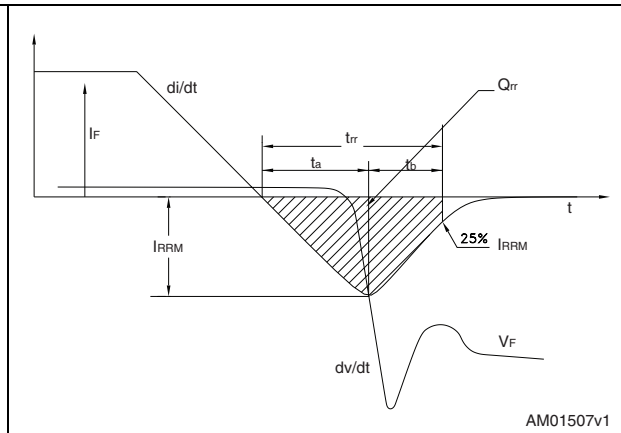 di/dt
Qrr
IF
trr
ta
tb
t
IRRM
25% IRRM
VF
dv/dt
AM01507v1